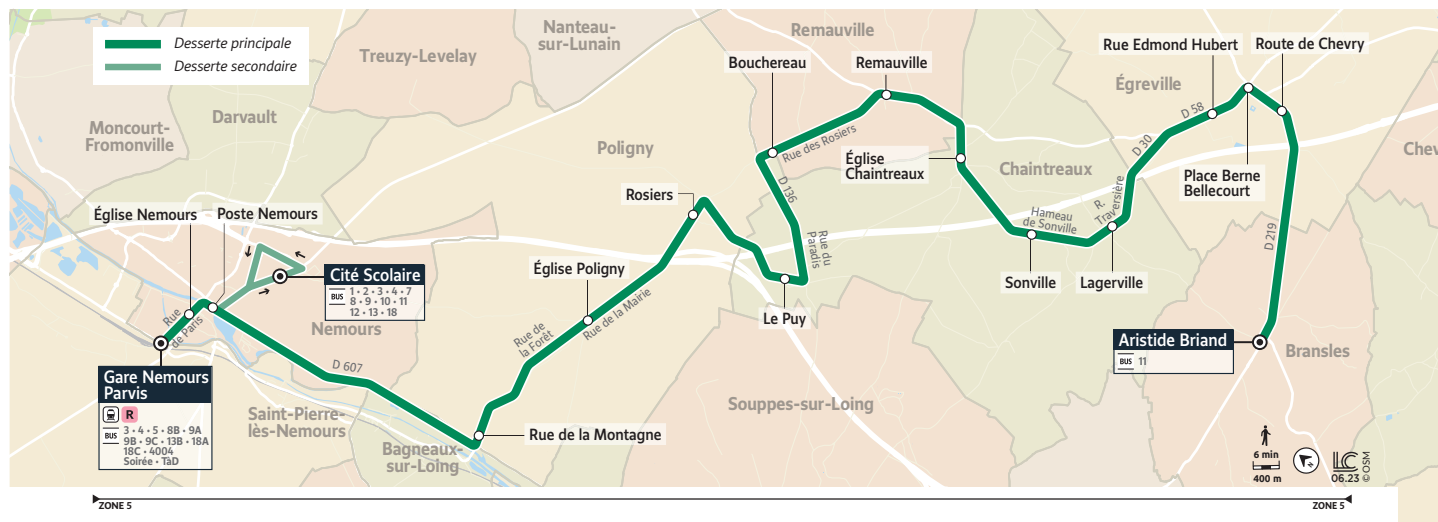 Desserte principale
Desserte secondaire
Nanteau-
sur-Lunain
Treuzy-Levelay
Remauville
Darvault
Moncourt-
Fromonville
Poligny
Égreville
Chaintreaux
Chev
Nemours
Saint-Pierre-
lès-Nemours
Bagneaux-
sur-Loing
Souppes-sur-Loing
Bransles
Église Nemours
Poste Nemours
Rue
de Paris
Cité Scolaire
BUS
1 • 2 • 3 • 4 • 7
8 • 9 • 10 • 11
12 • 13 • 18
Gare Nemours
Parvis
R
BUS
3 • 4 • 5 • 8B • 9A
9B • 9C • 13B • 18A
18C • 4004
Soirée • TàD
D 607
Rue de la Montagne
Rue de
la Forêt
Église Poligny
Rue de la Mairie
Rosiers
Le Puy
Rue du
Paradis
D 136
Bouchereau
Rue des Rosiers
Remauville
Église
Chaintreaux
Hameau
de Sonville
Sonville
Lagerville
R.
Traversière
D 30
D 58
Rue Edmond Hubert
Place Berne
Bellecourt
Route de Chevry
D 219
Aristide Briand
BUS 11
6 min
400 m
LC
06.23
© OSM
ZONE 5
ZONE 5